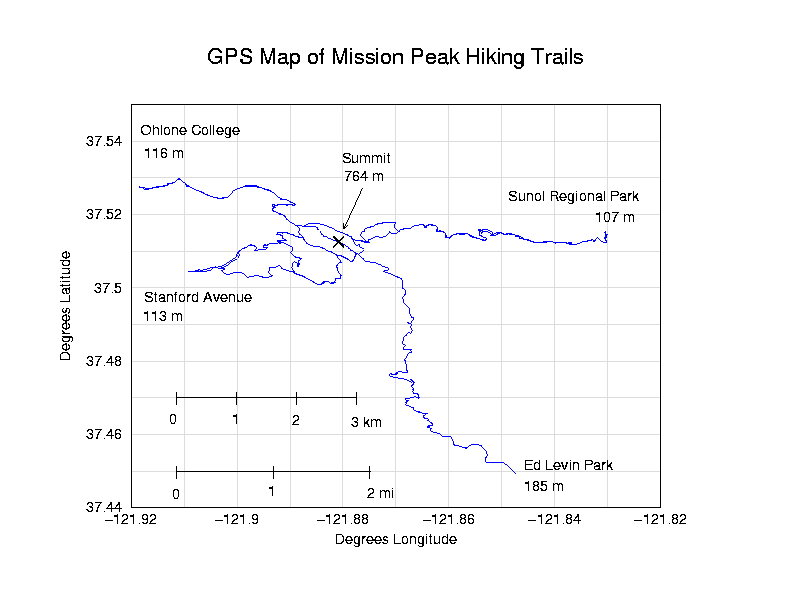 GPS Map of Mission Peak Hiking Trails
Ohlone College
116 m
Summit
764 m
Sunol Regional Park
107 m
Stanford Avenue
113 m
Ed Levin Park
185 m
0 1 2 3 km
0 1 2 mi
37.54
37.52
37.5
37.48
37.46
37.44
Degrees Latitude
−121.92 −121.9 −121.88 −121.86 −121.84 −121.82
Degrees Longitude